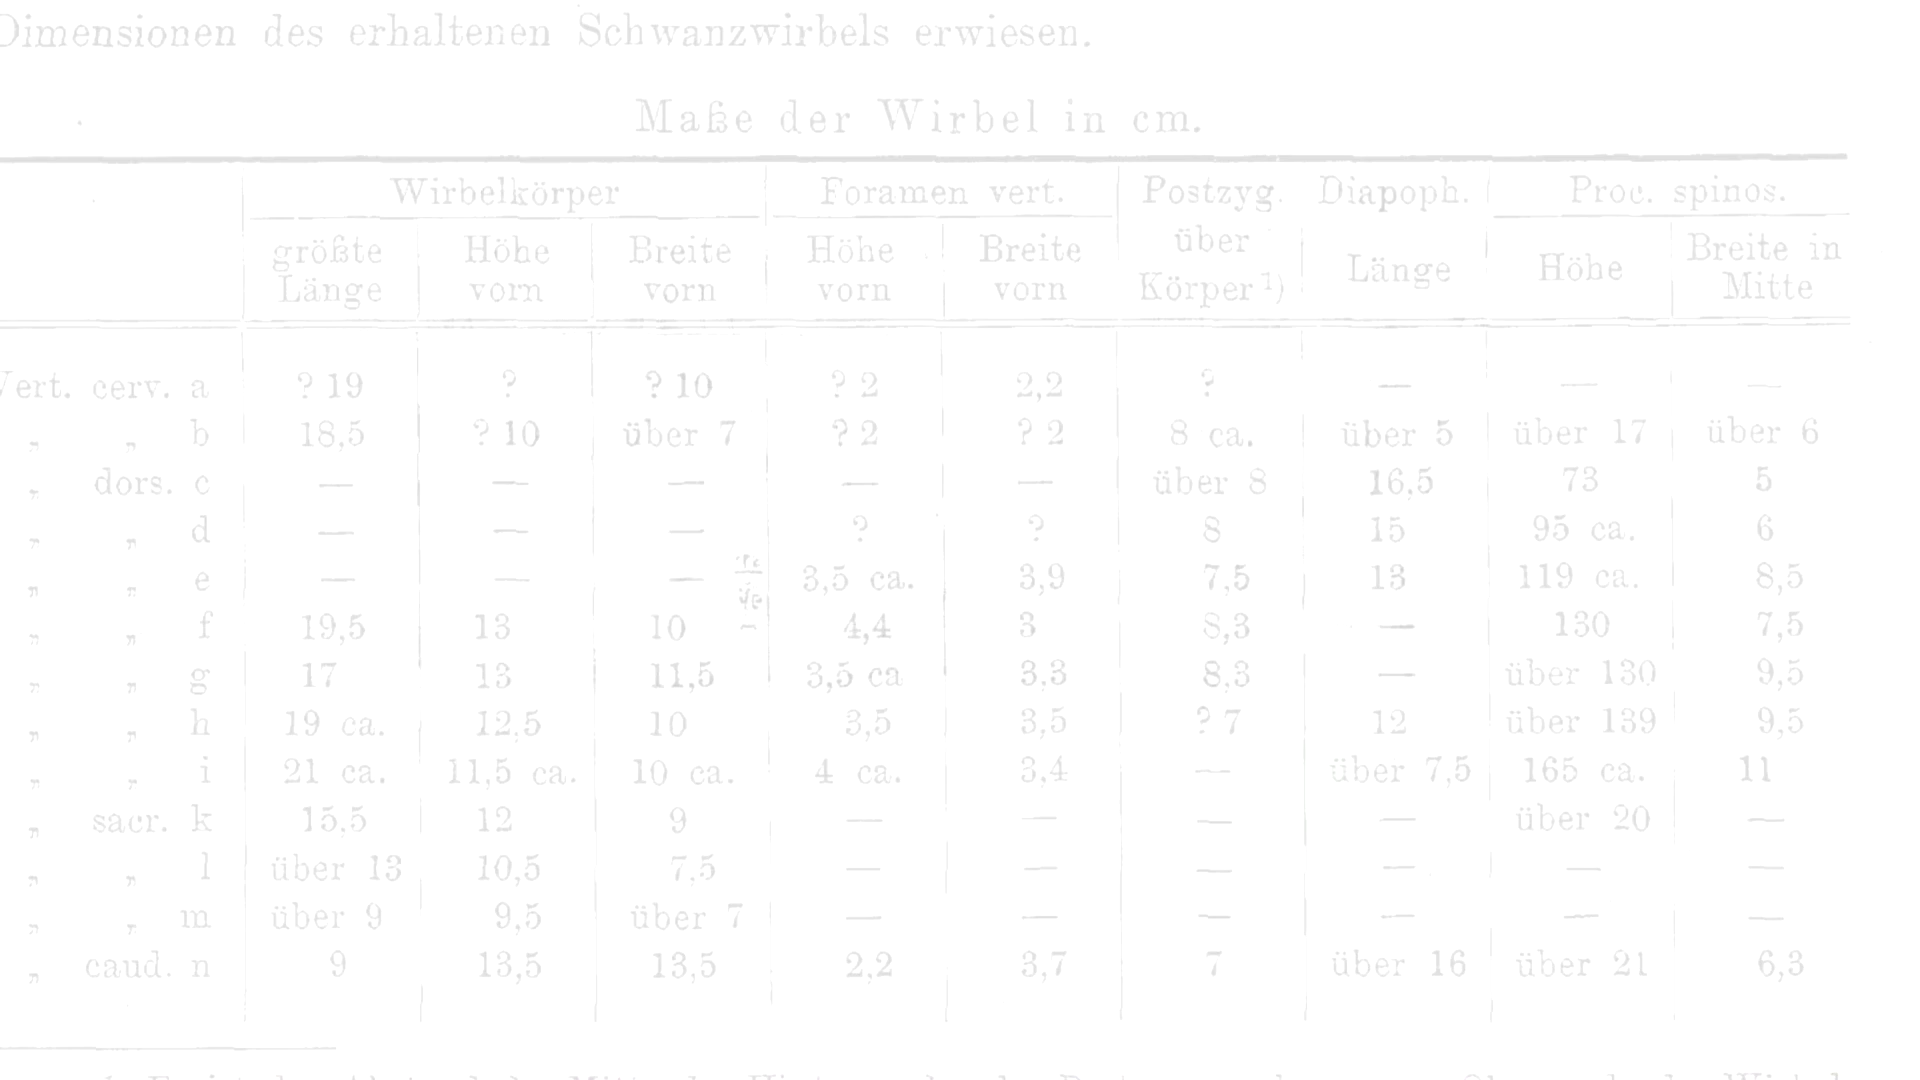 Dimensionen des erhaltenen Schwanzwirbels erwiesen.
Maße der Wirbel in cm.
Wirbelkörper Foramen vert. Postzyg. Diapoph. Proc. spinos.
größte Länge Höhe vorn Breite vorn Höhe vorn Breite vorn über Körper ¹) Länge Höhe Breite in Mitte
Vert. cerv. a ? 19 ? ? 10 ? 2 2,2 ? — — —
„ „ b 18,5 ? 10 über 7 ? 2 ? 2 8 ca. über 5 über 17 über 6
„ dors. c — — — — — über 8 16,5 73 5
„ „ d — — — ? ? 8 15 95 ca. 6
„ „ e — — — 3,5 ca. 3,9 7,5 13 119 ca. 8,5
„ „ f 19,5 13 10 4,4 3 8,3 — 130 7,5
„ „ g 17 13 11,5 3,5 ca 3,3 8,3 — über 130 9,5
„ „ h 19 ca. 12,5 10 3,5 3,5 ? 7 12 über 139 9,5
„ „ i 21 ca. 11,5 ca. 10 ca. 4 ca. 3,4 — über 7,5 165 ca. 11
„ sacr. k 15,5 12 9 — — — — über 20 —
„ „ l über 13 10,5 7,5 — — — — — —
„ „ m über 9 9,5 über 7 — — — — — —
„ caud. n 9 13,5 13,5 2,2 3,7 7 über 16 über 21 6,3